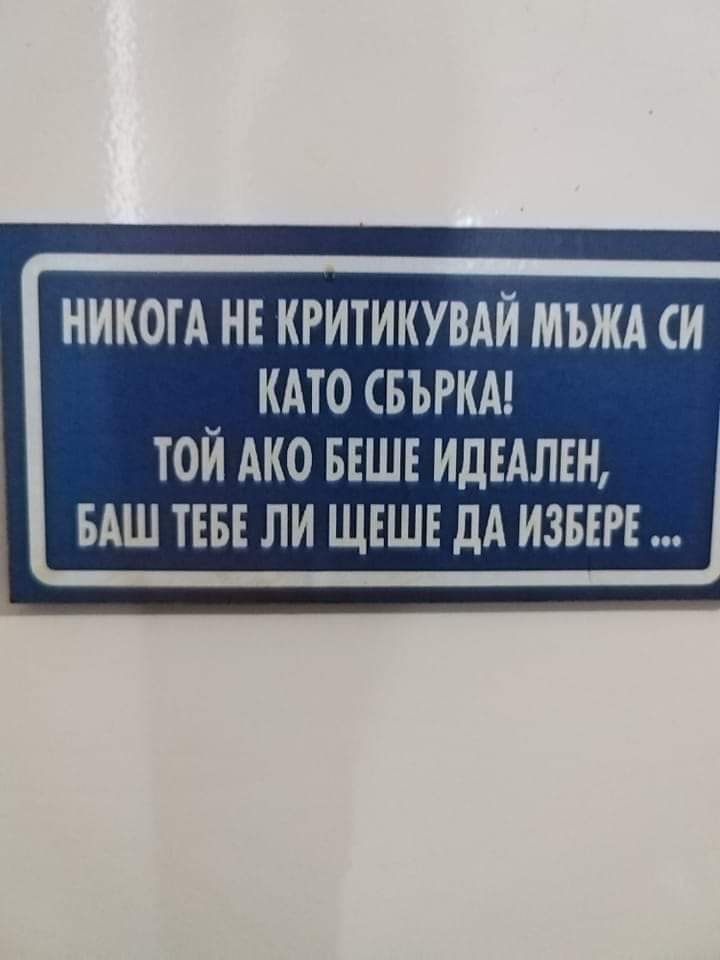 НИКОГА НЕ КРИТИКУВАЙ МЪЖА СИ
КАТО СБЪРКА!
ТОЙ АКО БЕШЕ ИДЕАЛЕН,
БАШ ТЕБЕ ЛИ ЩЕШЕ ДА ИЗБЕРЕ ...